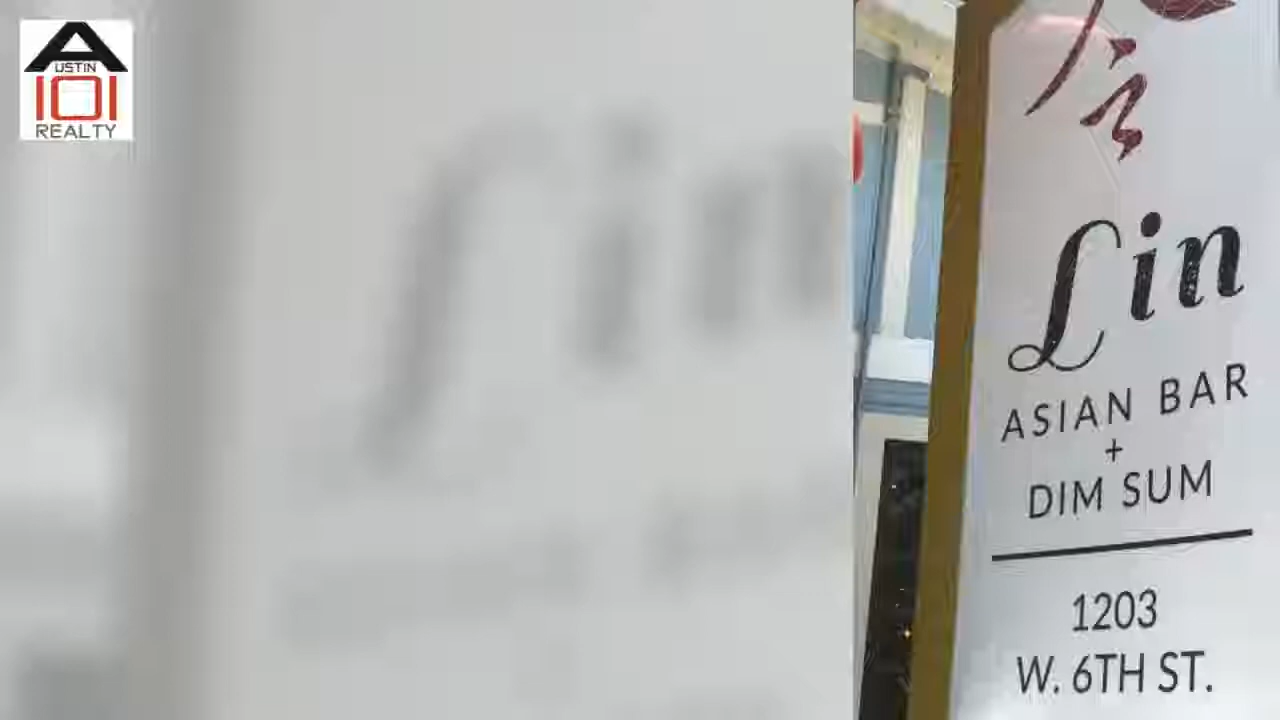 AUSTIN
101
REALTY
Lin
ASIAN BAR
+
DIM SUM
1203
W. 6TH ST.